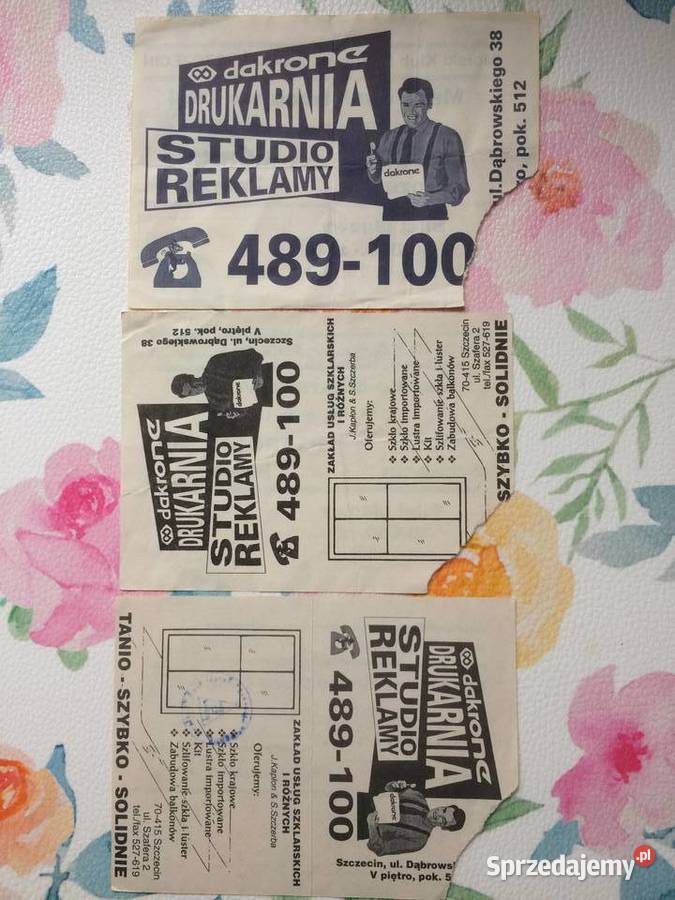 dakrone
DRUKARNIA
STUDIO
REKLAMY
dakrone
489-100
ul.Dąbrowskiego 38
ro, pok. 512
Szczecin, ul. Dąbrowskiego 38
V piętro, pok. 512
dakrone
DRUKARNIA
STUDIO
REKLAMY
dakrone
489-100
ZAKŁAD USŁUG SZKLARSKICH
I RÓŻNYCH
J.Kapłon & S.Szczerba
Oferujemy:
❖ Szkło krajowe
❖ Szkło importowane
❖ Lustra importowane
❖ Kit
❖ Szlifowanie szkła i luster
❖ Zabudowa balkonów
70-415 Szczecin
ul. Szafera 2
tel./fax 527-619
SZYBKO - SOLIDNIE
ZAKŁAD USŁUG SZKLARSKICH
I RÓŻNYCH
J.Kapłon & S.Szczerba
Oferujemy:
❖ Szkło krajowe
❖ Szkło importowane
❖ Lustra importowane
❖ Kit
❖ Szlifowanie szkła i luster
❖ Zabudowa balkonów
70-415 Szczecin
ul. Szafera 2
tel./fax 527-619
TANIO - SZYBKO - SOLIDNIE
dakrone
DRUKARNIA
STUDIO
REKLAMY
dakrone
489-100
Szczecin, ul. Dąbrows
V piętro, pok. 5
Sprzedajemy.pl